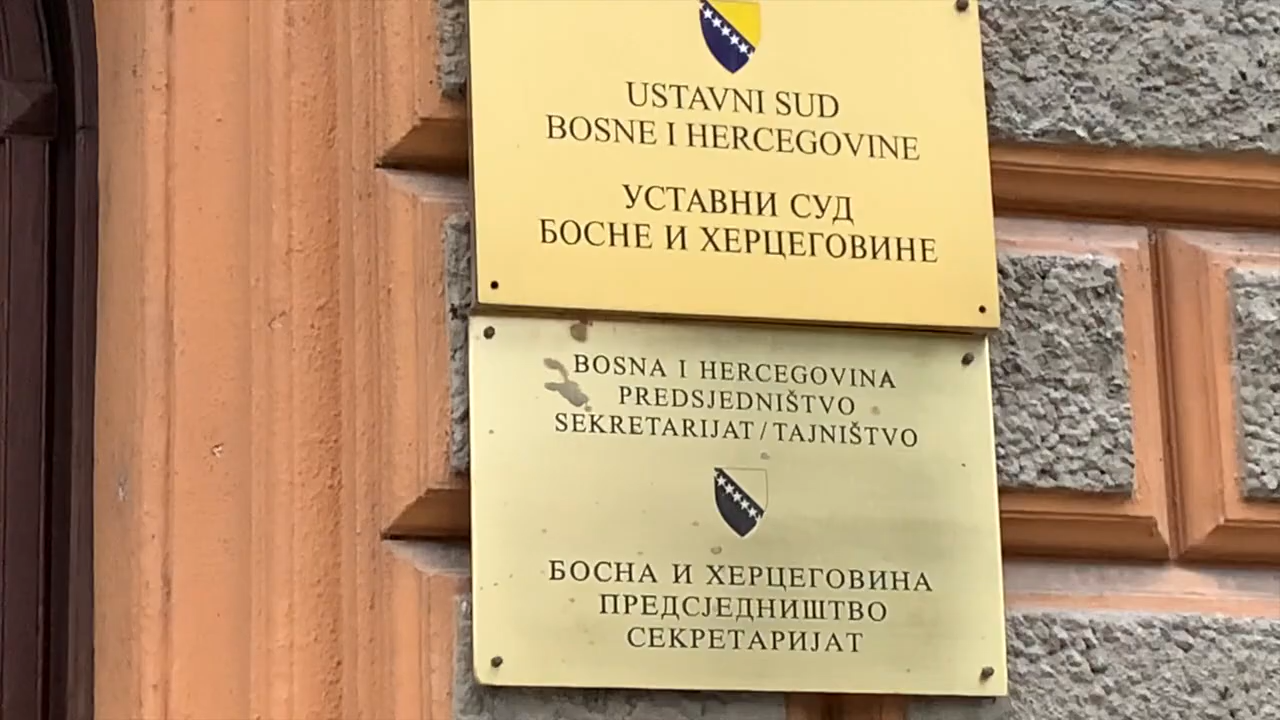 USTAVNI SUD
BOSNE I HERCEGOVINE
УСТАВНИ СУД
БОСНЕ И ХЕРЦЕГОВИНЕ
BOSNA I HERCEGOVINA
PREDSJEDNIŠTVO
SEKRETARIJAT / TAJNIŠTVO
БОСНА И ХЕРЦЕГОВИНА
ПРЕДСЈЕДНИШТВО
СЕКРЕТАРИЈАТ